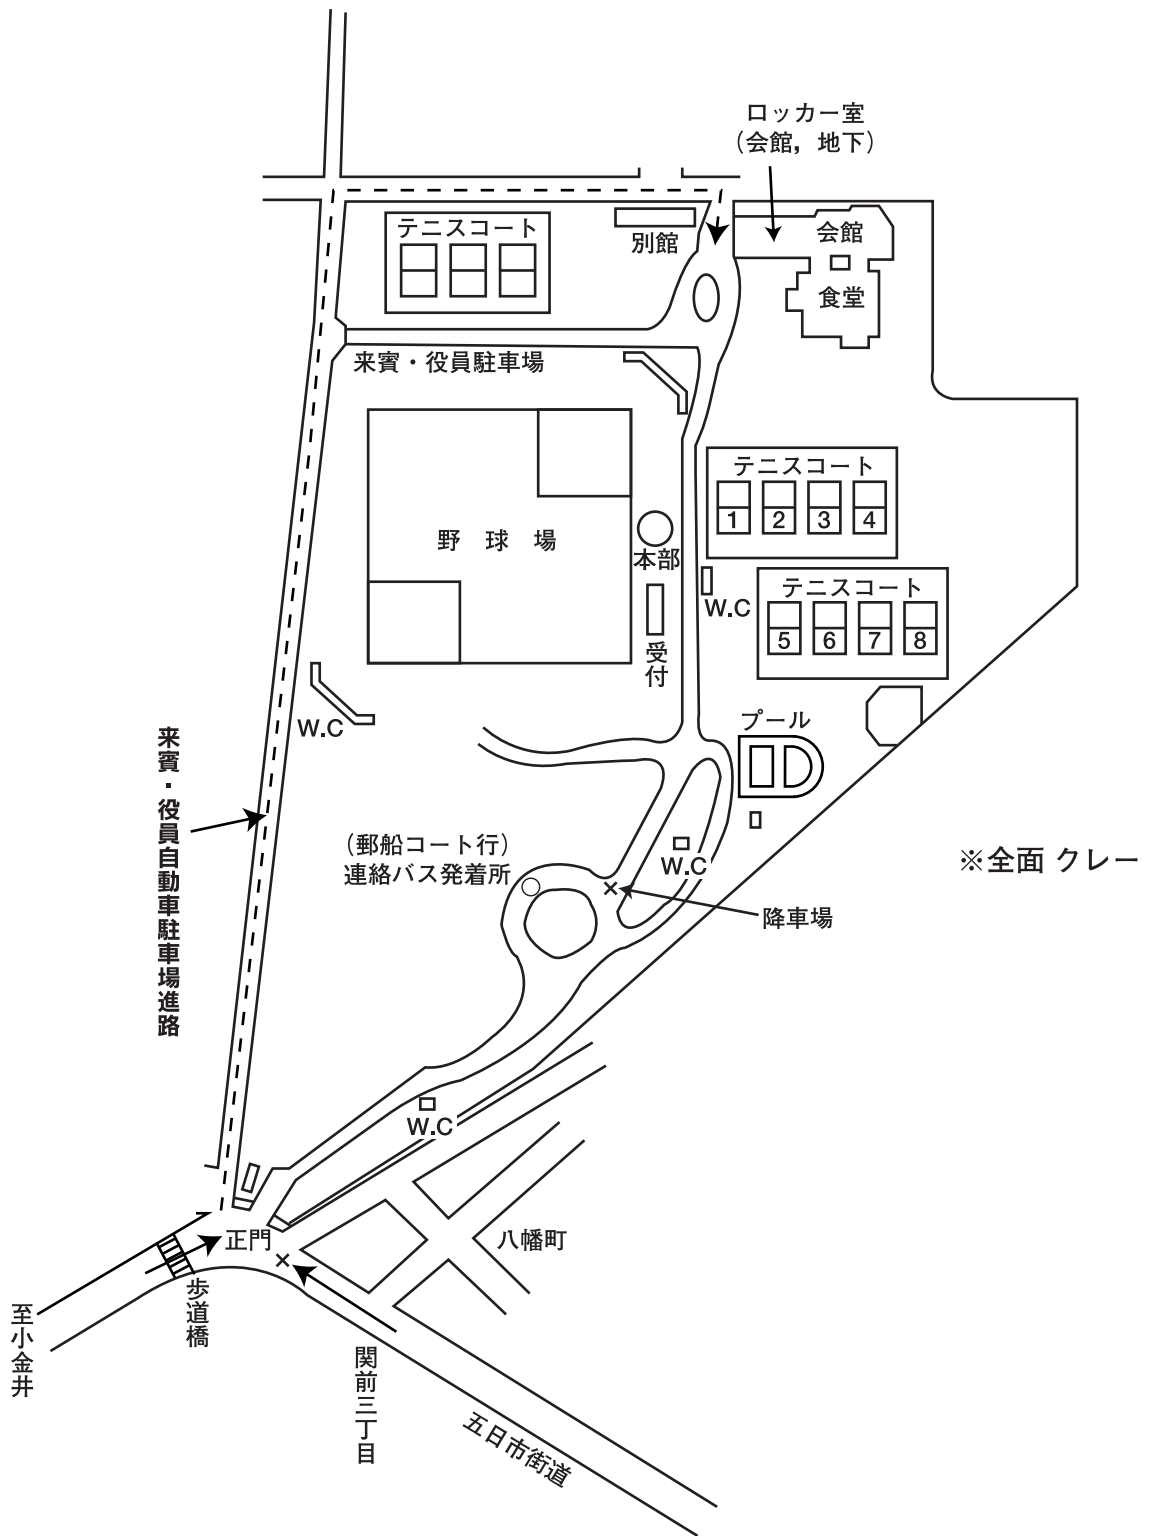 ロッカー室
（会館，地下）
テニスコート
別館
会館
食堂
来賓・役員駐車場
テニスコート
1 2 3 4
野 球 場
本部
W.C
テニスコート
5 6 7 8
受付
W.C
プール
来賓・役員自動車駐車場進路
（郵船コート行）
連絡バス発着所
W.C
※全面 クレー
降車場
W.C
正門
八幡町
歩道橋
至小金井
関前三丁目
五日市街道